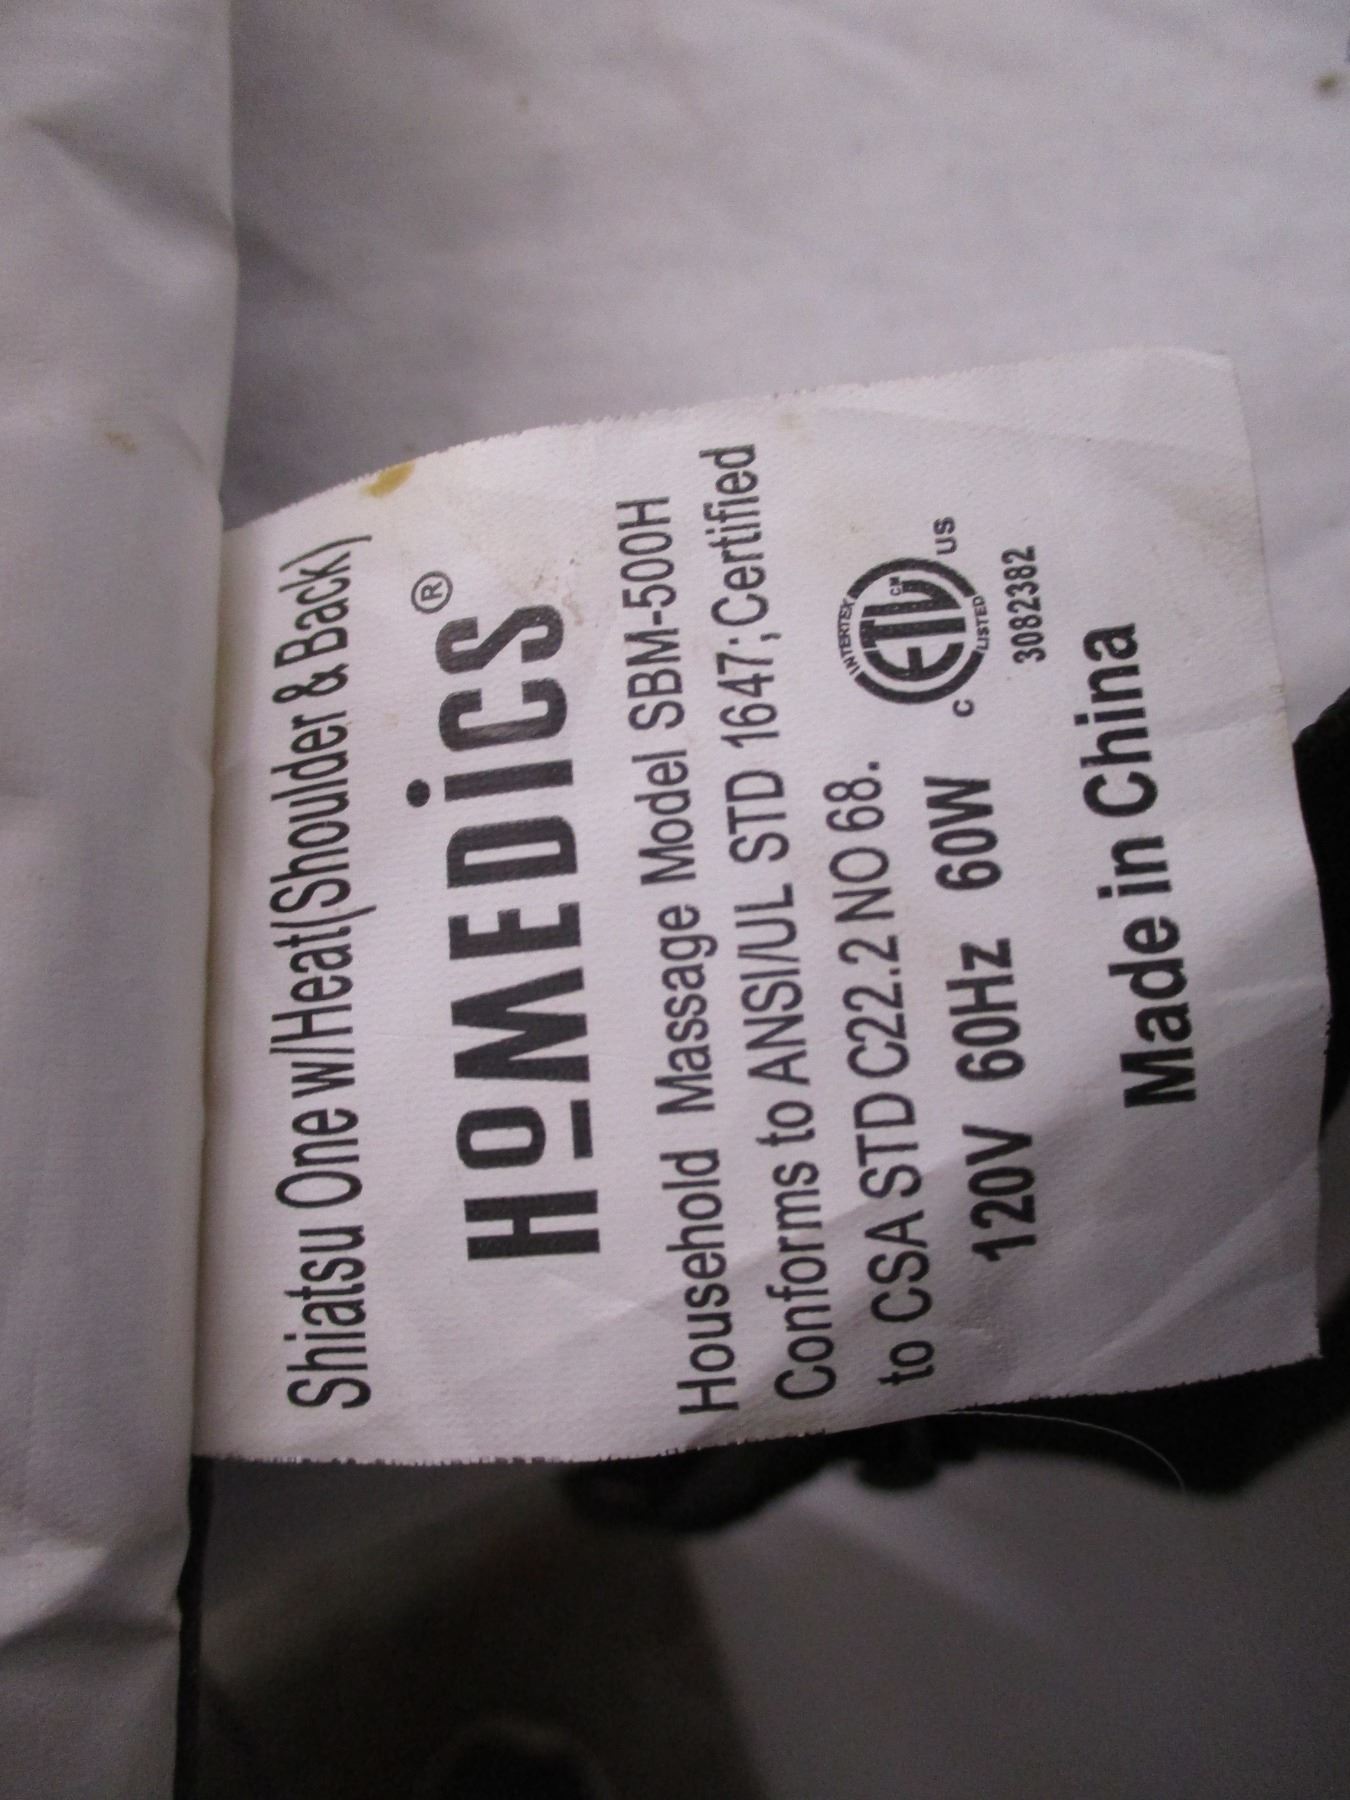 Shiatsu One w/Heat(Shoulder & Back)
HoMEDiCS®
Household Massage Model SBM-500H
Conforms to ANSI/UL STD 1647; Certified
to CSA STD C22.2 NO 68.
120V 60Hz 60W
INTERTEK
ETL CM
C US
LISTED
3082382
Made in China